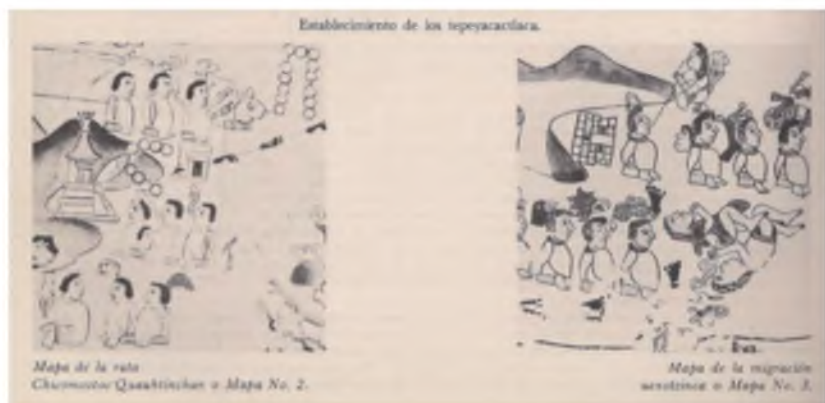 Establecimiento de los tepeyacactlaca.
Mapa de la ruta
Chicomoztoc Quauhtinchan o Mapa No. 2.
Mapa de la migración
uexotzinca o Mapa No. 3.